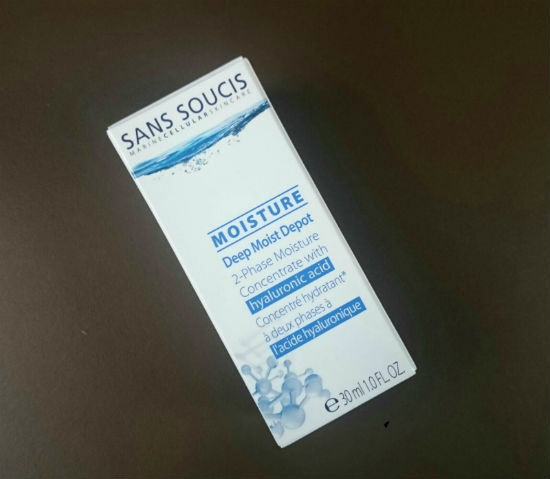 SANS SOUCIS
MARINECELLULARSKINCARE
MOISTURE
Deep Moist Depot
2-Phase Moisture
Concentrate with
hyaluronic acid
Concentré hydratant*
à deux phases à
l'acide hyaluronique
℮ 30 ml 1.0 FL. OZ